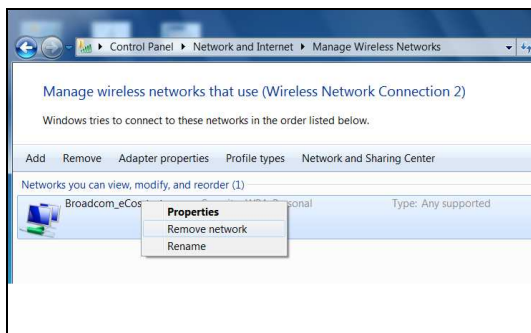 Control Panel Network and Internet Manage Wireless Networks
Manage wireless networks that use (Wireless Network Connection 2)
Windows tries to connect to these networks in the order listed below.
Add Remove Adapter properties Profile types Network and Sharing Center
Networks you can view, modify, and reorder (1)
Type: Any supported
Properties
Remove network
Rename